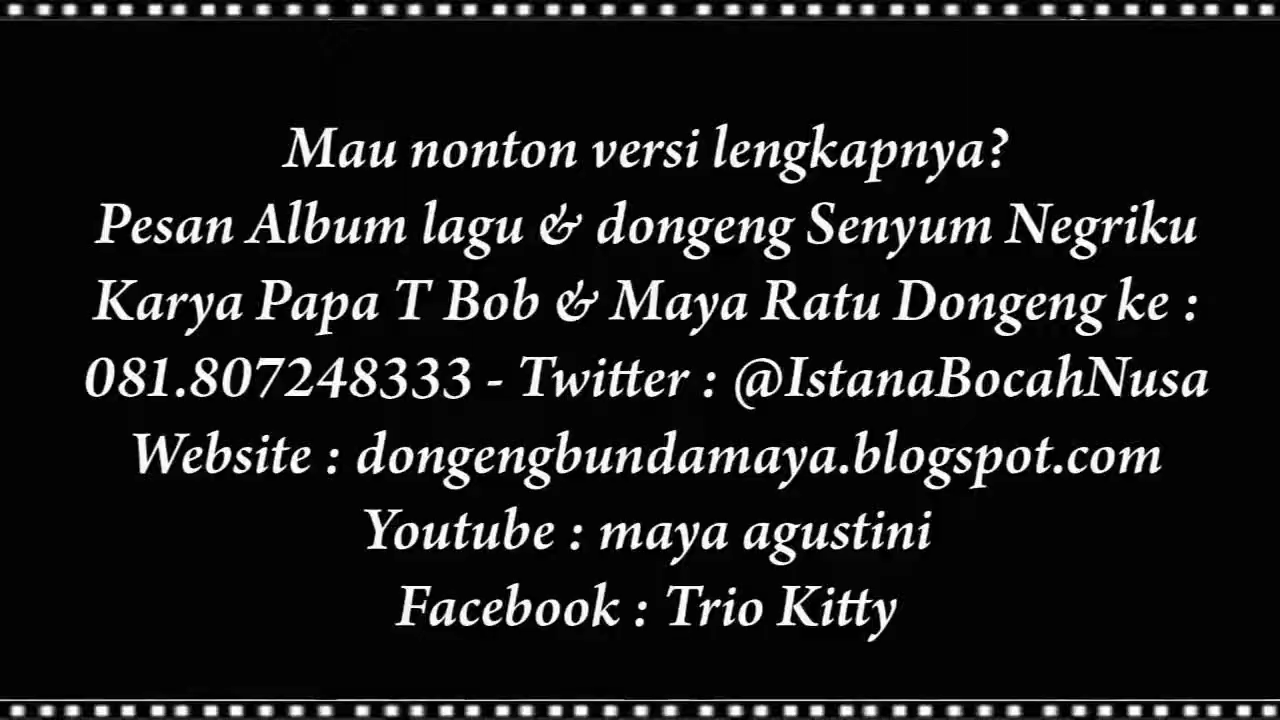 Mau nonton versi lengkapnya?
Pesan Album lagu & dongeng Senyum Negriku
Karya Papa T Bob & Maya Ratu Dongeng ke :
081.807248333 - Twitter : @IstanaBocahNusa
Website : dongengbundamaya.blogspot.com
Youtube : maya agustini
Facebook : Trio Kitty